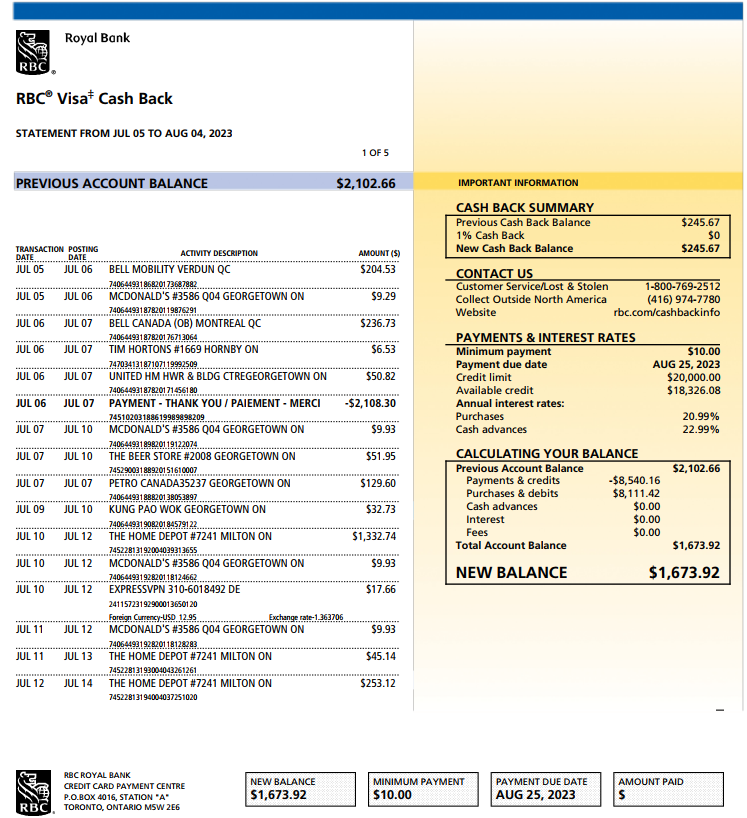 Royal Bank
RBC
®
RBC® Visa‡ Cash Back
STATEMENT FROM JUL 05 TO AUG 04, 2023
1 OF 5
PREVIOUS ACCOUNT BALANCE $2,102.66
TRANSACTION DATE POSTING DATE ACTIVITY DESCRIPTION AMOUNT ($)
JUL 05 JUL 06 BELL MOBILITY VERDUN QC $204.53
74064493186820173687882
JUL 05 JUL 06 MCDONALD'S #3586 Q04 GEORGETOWN ON $9.29
74064493187820119876291
JUL 06 JUL 07 BELL CANADA (OB) MONTREAL QC $236.73
74064493187820176713064
JUL 06 JUL 07 TIM HORTONS #1669 HORNBY ON $6.53
74703413187107119992509
JUL 06 JUL 07 UNITED HM HWR & BLDG CTREGEORGETOWN ON $50.82
74064493187820171456180
JUL 06 JUL 07 PAYMENT - THANK YOU / PAIEMENT - MERCI -$2,108.30
74510203188619989898209
JUL 07 JUL 10 MCDONALD'S #3586 Q04 GEORGETOWN ON $9.93
74064493189820119122074
JUL 07 JUL 10 THE BEER STORE #2008 GEORGETOWN ON $51.95
74529003188920151610007
JUL 07 JUL 07 PETRO CANADA35237 GEORGETOWN ON $129.60
74064493188820138053897
JUL 09 JUL 10 KUNG PAO WOK GEORGETOWN ON $32.73
74064493190820184579122
JUL 10 JUL 12 THE HOME DEPOT #7241 MILTON ON $1,332.74
74522813192004039313655
JUL 10 JUL 12 MCDONALD'S #3586 Q04 GEORGETOWN ON $9.93
74064493192820118124662
JUL 10 JUL 12 EXPRESSVPN 310-6018492 DE $17.66
24115723192900013650120
Foreign Currency-USD 12.95 Exchange rate-1.363706
JUL 11 JUL 12 MCDONALD'S #3586 Q04 GEORGETOWN ON $9.93
74064493192820118128283
JUL 11 JUL 13 THE HOME DEPOT #7241 MILTON ON $45.14
74522813193004043261261
JUL 12 JUL 14 THE HOME DEPOT #7241 MILTON ON $253.12
74522813194004037251020
IMPORTANT INFORMATION
CASH BACK SUMMARY
Previous Cash Back Balance $245.67
1% Cash Back $0
New Cash Back Balance $245.67
CONTACT US
Customer Service/Lost & Stolen 1-800-769-2512
Collect Outside North America (416) 974-7780
Website rbc.com/cashbackinfo
PAYMENTS & INTEREST RATES
Minimum payment $10.00
Payment due date AUG 25, 2023
Credit limit $20,000.00
Available credit $18,326.08
Annual interest rates:
Purchases 20.99%
Cash advances 22.99%
CALCULATING YOUR BALANCE
Previous Account Balance $2,102.66
Payments & credits -$8,540.16
Purchases & debits $8,111.42
Cash advances $0.00
Interest $0.00
Fees $0.00
Total Account Balance $1,673.92
NEW BALANCE $1,673.92
RBC
®
RBC ROYAL BANK
CREDIT CARD PAYMENT CENTRE
P.O.BOX 4016, STATION "A"
TORONTO, ONTARIO M5W 2E6
NEW BALANCE
$1,673.92
MINIMUM PAYMENT
$10.00
PAYMENT DUE DATE
AUG 25, 2023
AMOUNT PAID
$